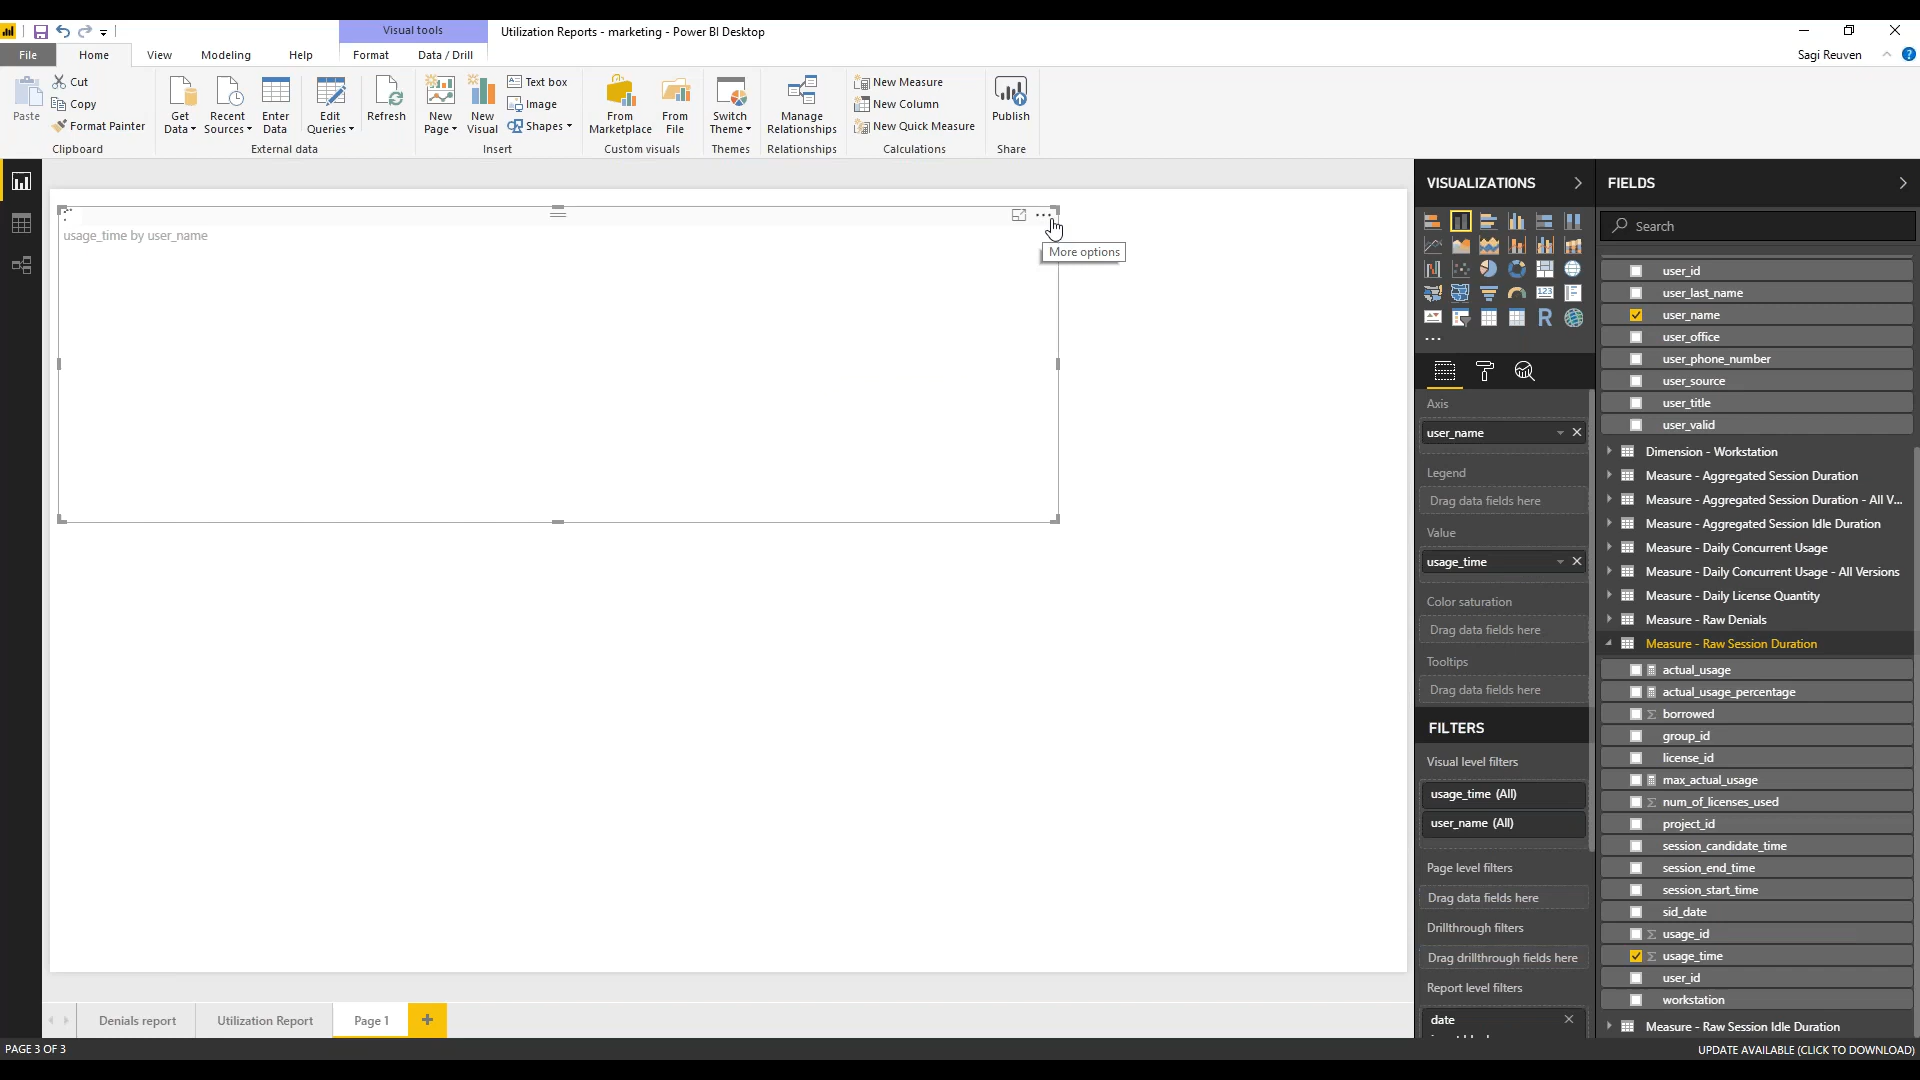 Visual tools
Utilization Reports - marketing - Power BI Desktop
File
Home
View
Modeling
Help
Format
Data / Drill
Sagi Reuven
Paste
Cut
Copy
Format Painter
Clipboard
Get Data
Recent Sources
Enter Data
Edit Queries
Refresh
External data
New Page
New Visual
Text box
Image
Shapes
Insert
From Marketplace
From File
Custom visuals
Switch Theme
Themes
Manage Relationships
Relationships
New Measure
New Column
New Quick Measure
Calculations
Publish
Share
usage_time by user_name
More options
VISUALIZATIONS
Axis
user_name
Legend
Drag data fields here
Value
usage_time
Color saturation
Drag data fields here
Tooltips
Drag data fields here
FILTERS
Visual level filters
usage_time (All)
user_name (All)
Page level filters
Drag data fields here
Drillthrough filters
Drag drillthrough fields here
Report level filters
date
FIELDS
Search
user_id
user_last_name
user_name
user_office
user_phone_number
user_source
user_title
user_valid
Dimension - Workstation
Measure - Aggregated Session Duration
Measure - Aggregated Session Duration - All V...
Measure - Aggregated Session Idle Duration
Measure - Daily Concurrent Usage
Measure - Daily Concurrent Usage - All Versions
Measure - Daily License Quantity
Measure - Raw Denials
Measure - Raw Session Duration
actual_usage
actual_usage_percentage
borrowed
group_id
license_id
max_actual_usage
num_of_licenses_used
project_id
session_candidate_time
session_end_time
session_start_time
sid_date
usage_id
usage_time
user_id
workstation
Measure - Raw Session Idle Duration
Denials report
Utilization Report
Page 1
PAGE 3 OF 3
UPDATE AVAILABLE (CLICK TO DOWNLOAD)